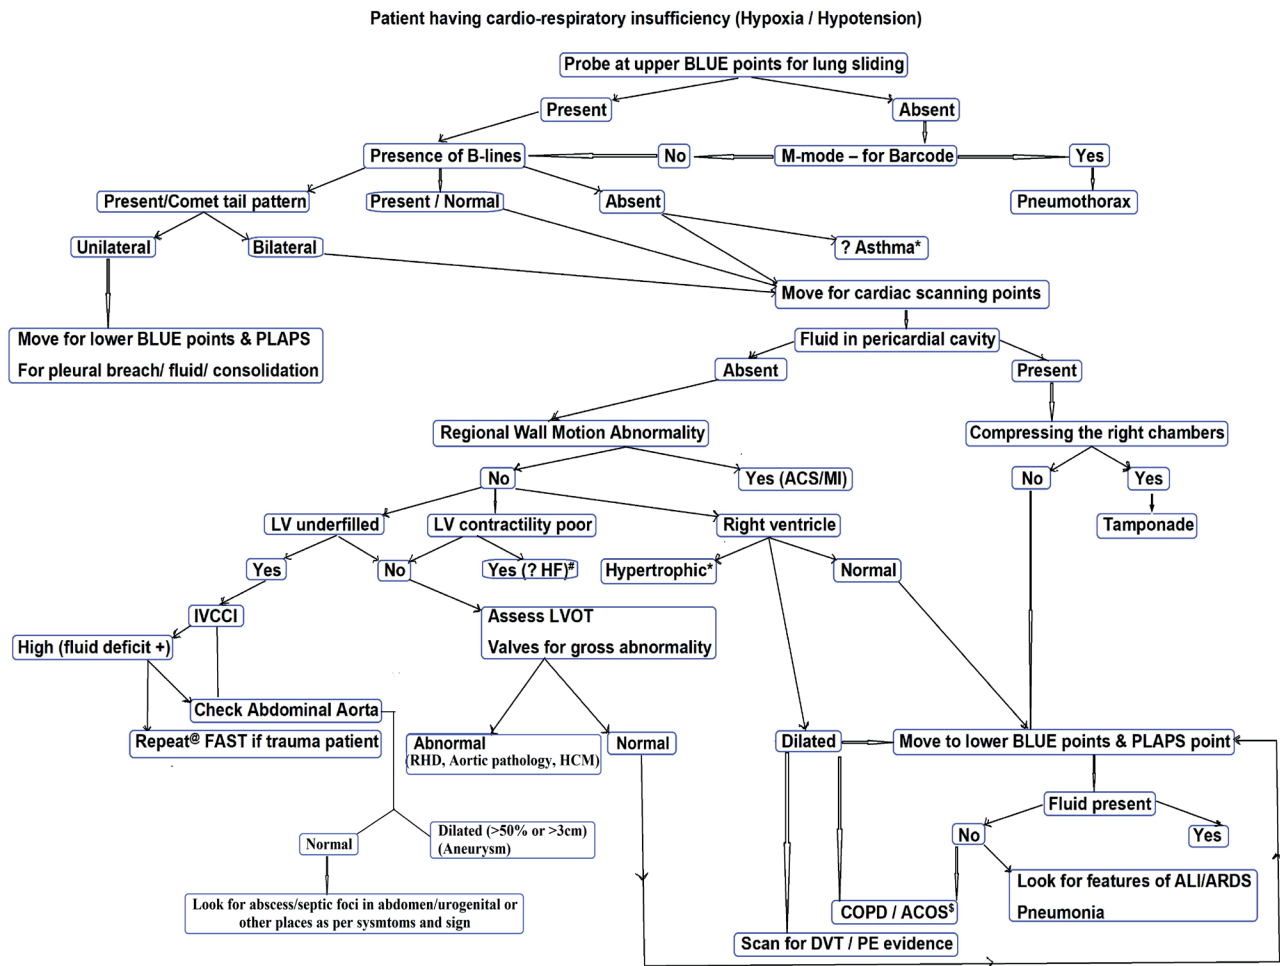 Patient having cardio-respiratory insufficiency (Hypoxia / Hypotension)
Probe at upper BLUE points for lung sliding
Present
Absent
Presence of B-lines
No
M-mode – for Barcode
Yes
Present/Comet tail pattern
Present / Normal
Absent
Pneumothorax
Unilateral
Bilateral
? Asthma*
Move for cardiac scanning points
Move for lower BLUE points & PLAPS
For pleural breach/ fluid/ consolidation
Fluid in pericardial cavity
Absent
Present
Regional Wall Motion Abnormality
Compressing the right chambers
No
Yes (ACS/MI)
No
Yes
LV underfilled
LV contractility poor
Right ventricle
Tamponade
Yes
No
Yes (? HF)#
Hypertrophic*
Normal
IVCCI
Assess LVOT
Valves for gross abnormality
High (fluid deficit +)
Check Abdominal Aorta
Repeat@ FAST if trauma patient
Abnormal
(RHD, Aortic pathology, HCM)
Normal
Dilated
Move to lower BLUE points & PLAPS point
Fluid present
No
Yes
Normal
Dilated (>50% or >3cm)
(Aneurysm)
Look for features of ALI/ARDS
Pneumonia
Look for abscess/septic foci in abdomen/urogenital or
other places as per sysmtoms and sign
COPD / ACOS$
Scan for DVT / PE evidence